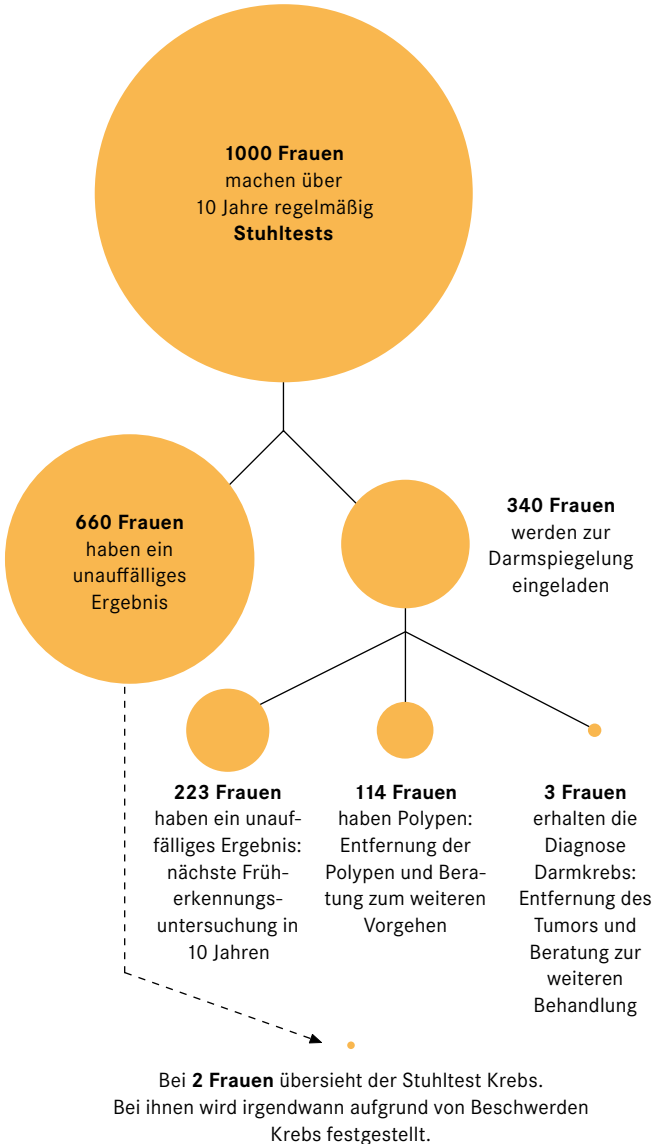 1000 Frauen
machen über
10 Jahre regelmäßig
Stuhltests
660 Frauen
haben ein
unauffälliges
Ergebnis
340 Frauen
werden zur
Darmspiegelung
eingeladen
223 Frauen
haben ein unauf-
fälliges Ergebnis:
nächste Früh-
erkennungs-
untersuchung in
10 Jahren
114 Frauen
haben Polypen:
Entfernung der
Polypen und Bera-
tung zum weiteren
Vorgehen
3 Frauen
erhalten die
Diagnose
Darmkrebs:
Entfernung des
Tumors und
Beratung zur
weiteren
Behandlung
Bei 2 Frauen übersieht der Stuhltest Krebs.
Bei ihnen wird irgendwann aufgrund von Beschwerden
Krebs festgestellt.